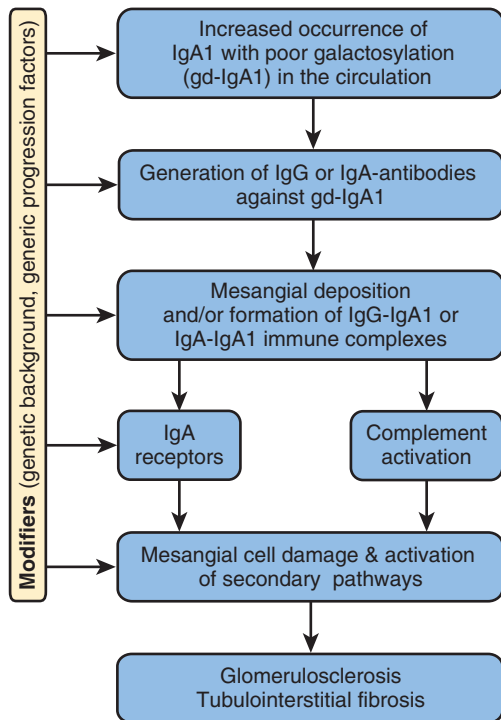 Modifiers (genetic background, generic progression factors)
Increased occurrence of
IgA1 with poor galactosylation
(gd-IgA1) in the circulation
Generation of IgG or IgA-antibodies
against gd-IgA1
Mesangial deposition
and/or formation of IgG-IgA1 or
IgA-IgA1 immune complexes
IgA
receptors
Complement
activation
Mesangial cell damage & activation
of secondary pathways
Glomerulosclerosis
Tubulointerstitial fibrosis